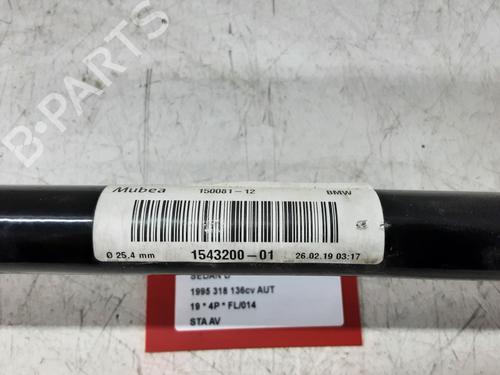 B-PARTS
Mubea 150081-12 BMW
Ø 25.4 mm 1543200-01 26.02.19 03:17
SEDAN D
1995 318 136cv AUT
19 * 4P * FL/014
STA AV